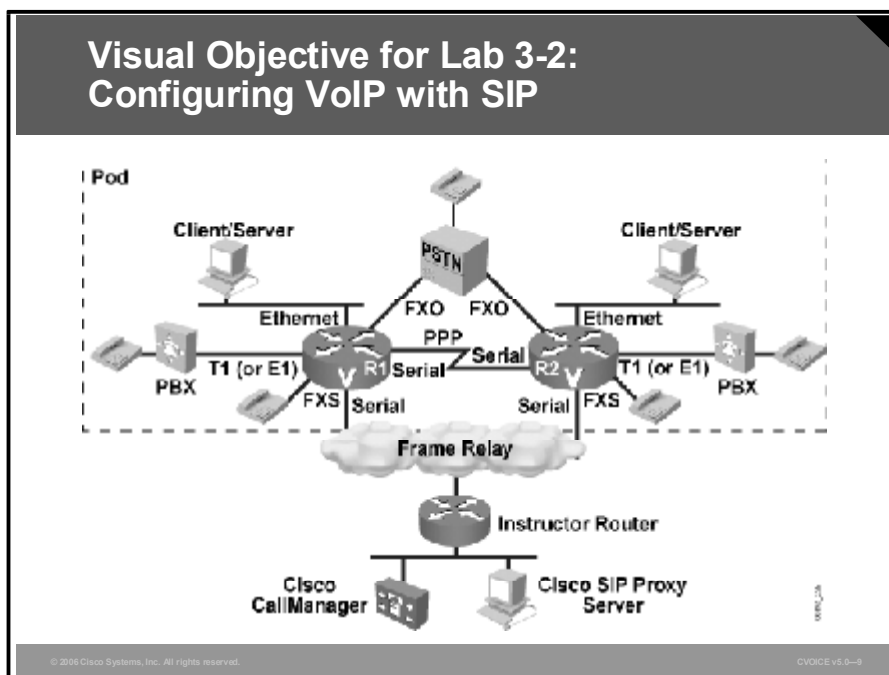 Visual Objective for Lab 3-2:
Configuring VoIP with SIP
Pod
Client/Server
Client/Server
PSTN
FXO
FXO
Ethernet
Ethernet
PPP
Serial
T1 (or E1)
V
R1
Serial
R2
V
T1 (or E1)
PBX
PBX
FXS
Serial
Serial
FXS
Frame Relay
Instructor Router
Cisco
CallManager
Cisco SIP Proxy
Server
© 2006 Cisco Systems, Inc. All rights reserved.
CVOICE v5.0—8